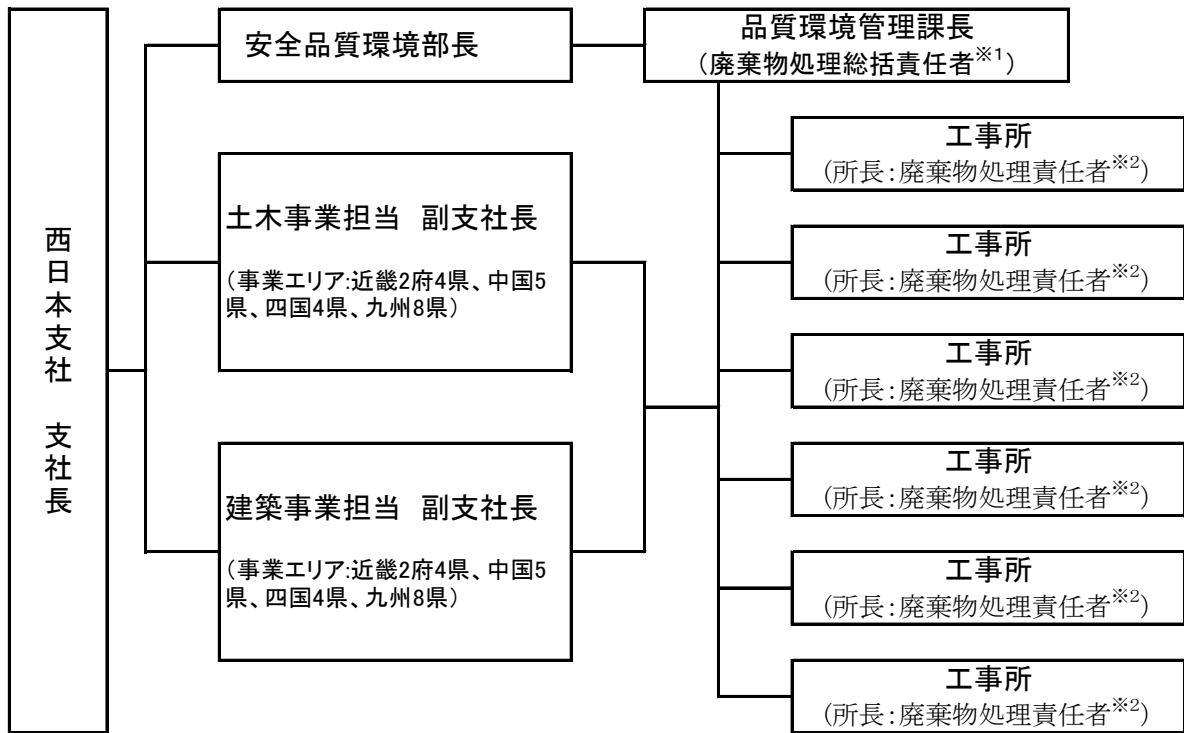 西日本支社　支社長
安全品質環境部長
品質環境管理課長
（廃棄物処理総括責任者※1）
土木事業担当　副支社長
（事業エリア:近畿2府4県、中国5
県、四国4県、九州8県）
建築事業担当　副支社長
（事業エリア:近畿2府4県、中国5
県、四国4県、九州8県）
工事所
（所長:廃棄物処理責任者※2）
工事所
（所長:廃棄物処理責任者※2）
工事所
（所長:廃棄物処理責任者※2）
工事所
（所長:廃棄物処理責任者※2）
工事所
（所長:廃棄物処理責任者※2）
工事所
（所長:廃棄物処理責任者※2）